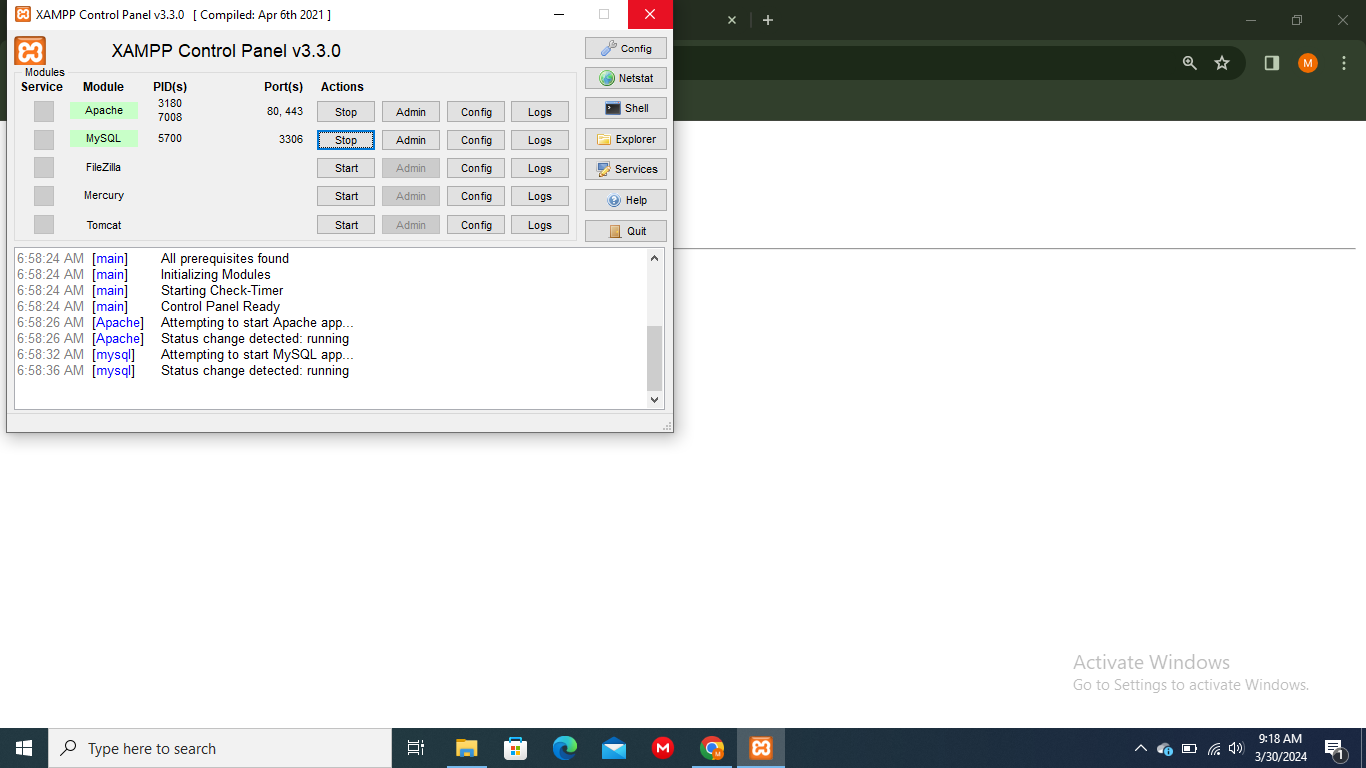 XAMPP Control Panel v3.3.0 [ Compiled: Apr 6th 2021 ]
XAMPP Control Panel v3.3.0
Config
Modules
Service Module PID(s) Port(s) Actions
Netstat
Apache 3180 7008 80, 443 Stop Admin Config Logs
Shell
MySQL 5700 3306 Stop Admin Config Logs
Explorer
FileZilla Start Admin Config Logs
Services
Mercury Start Admin Config Logs
Help
Tomcat Start Admin Config Logs
Quit
6:58:24 AM [main] All prerequisites found
6:58:24 AM [main] Initializing Modules
6:58:24 AM [main] Starting Check-Timer
6:58:24 AM [main] Control Panel Ready
6:58:26 AM [Apache] Attempting to start Apache app...
6:58:26 AM [Apache] Status change detected: running
6:58:32 AM [mysql] Attempting to start MySQL app...
6:58:36 AM [mysql] Status change detected: running
M
Activate Windows
Go to Settings to activate Windows.
Type here to search
M
M
9:18 AM
3/30/2024
1